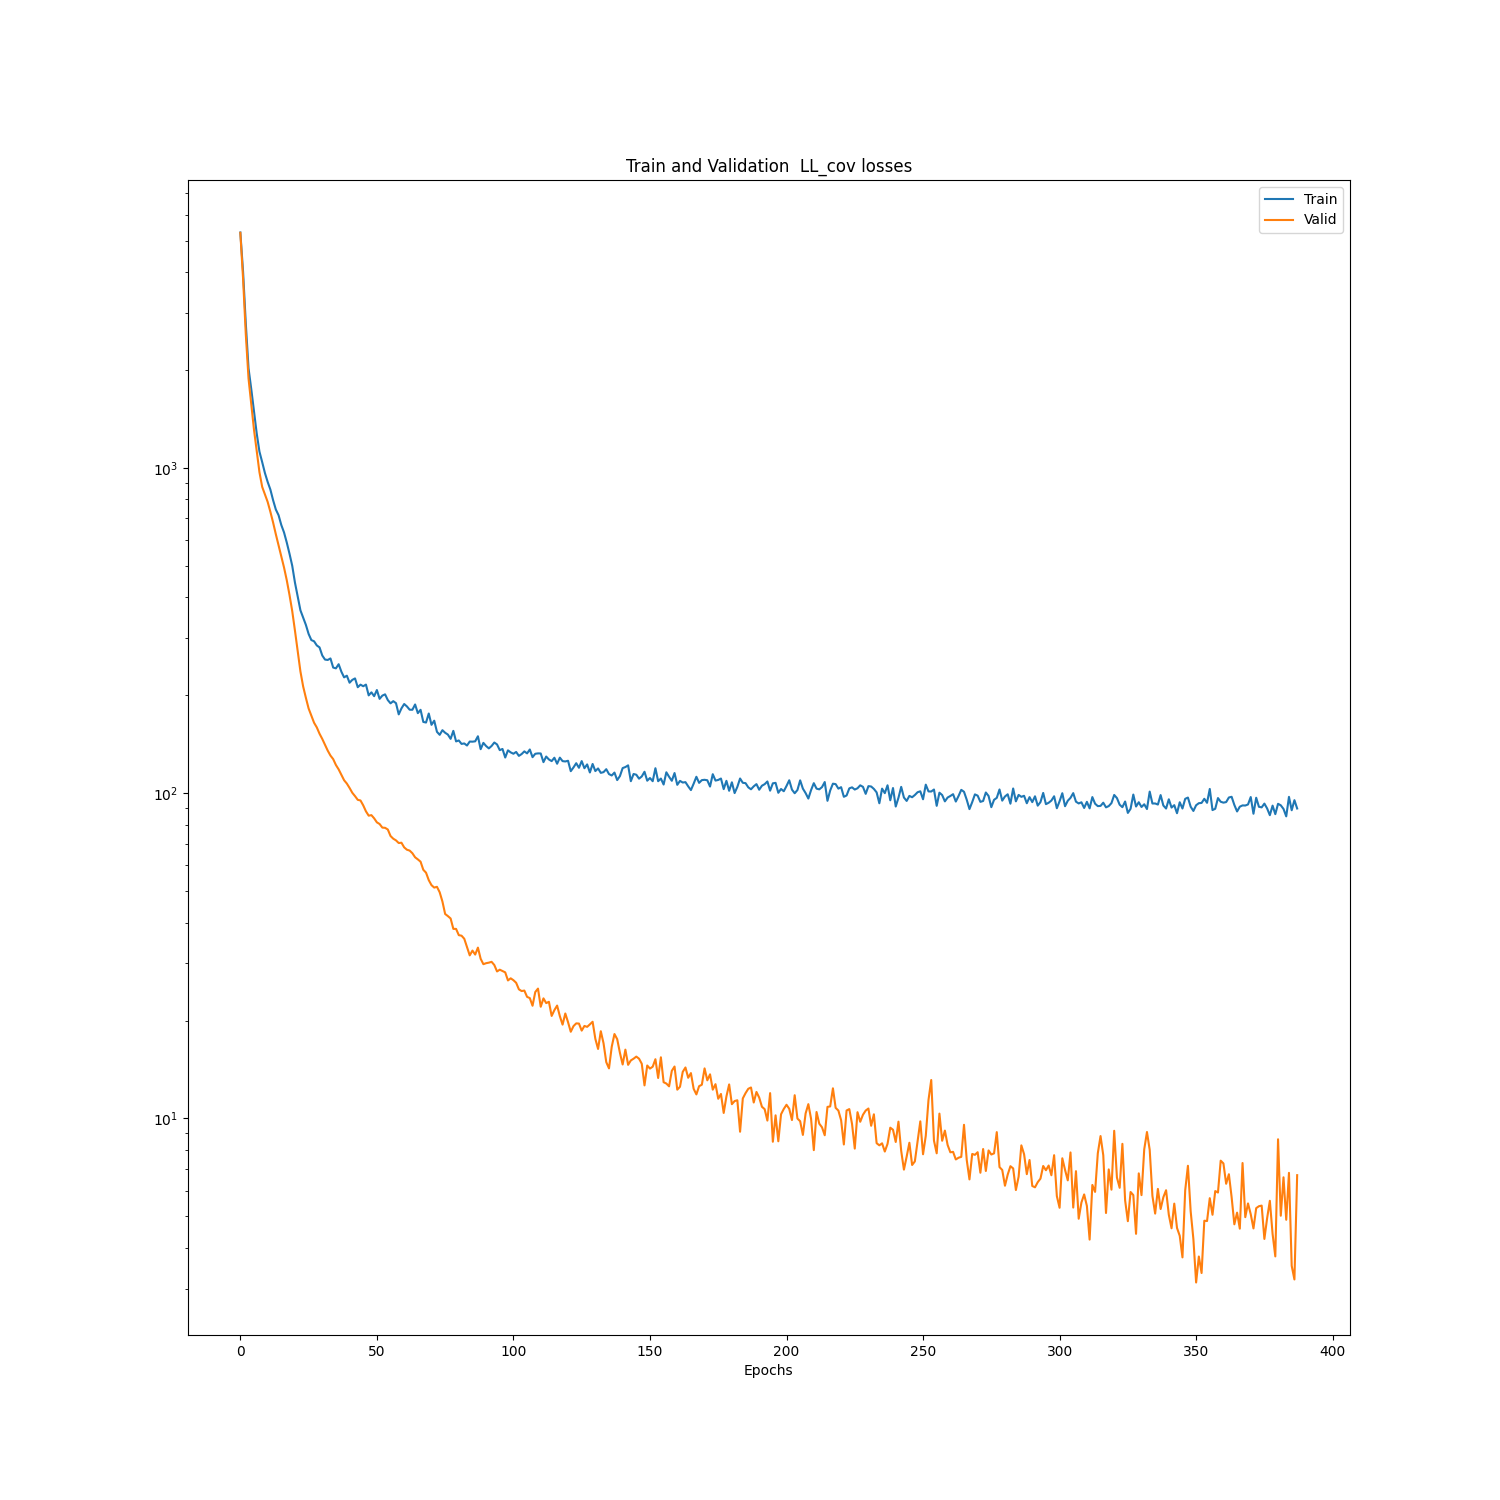 Train and Validation  LL_cov losses
Train
Valid
10³
10²
10¹
0 50 100 150 200 250 300 350 400
Epochs